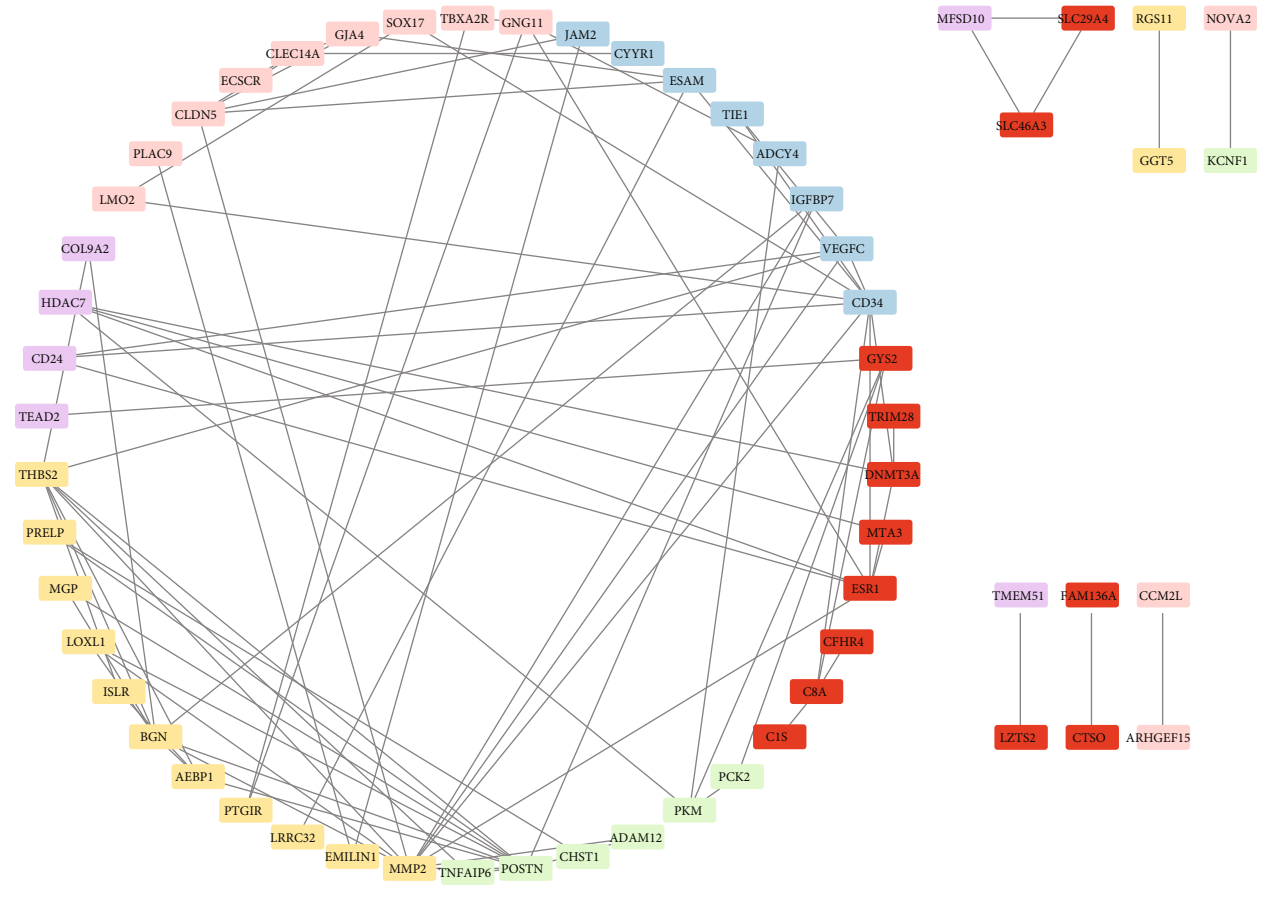 SOX17
TBXA2R
GNG11
GJA4
JAM2
CLEC14A
CYYR1
ECSCR
ESAM
CLDN5
TIE1
PLAC9
ADCY4
LMO2
IGFBP7
COL9A2
VEGFC
HDAC7
CD34
CD24
GYS2
TEAD2
TRIM28
THBS2
DNMT3A
PRELP
MTA3
MGP
ESR1
LOXL1
CFHR4
ISLR
C8A
BGN
C1S
AEBP1
PCK2
PTGIR
PKM
LRRC32
ADAM12
EMILIN1
CHST1
MMP2
TNFAIP6
POSTN
MFSD10
SLC29A4
RGS11
NOVA2
SLC46A3
GGT5
KCNF1
TMEM51
FAM136A
CCM2L
LZTS2
CTSO
ARHGEF15